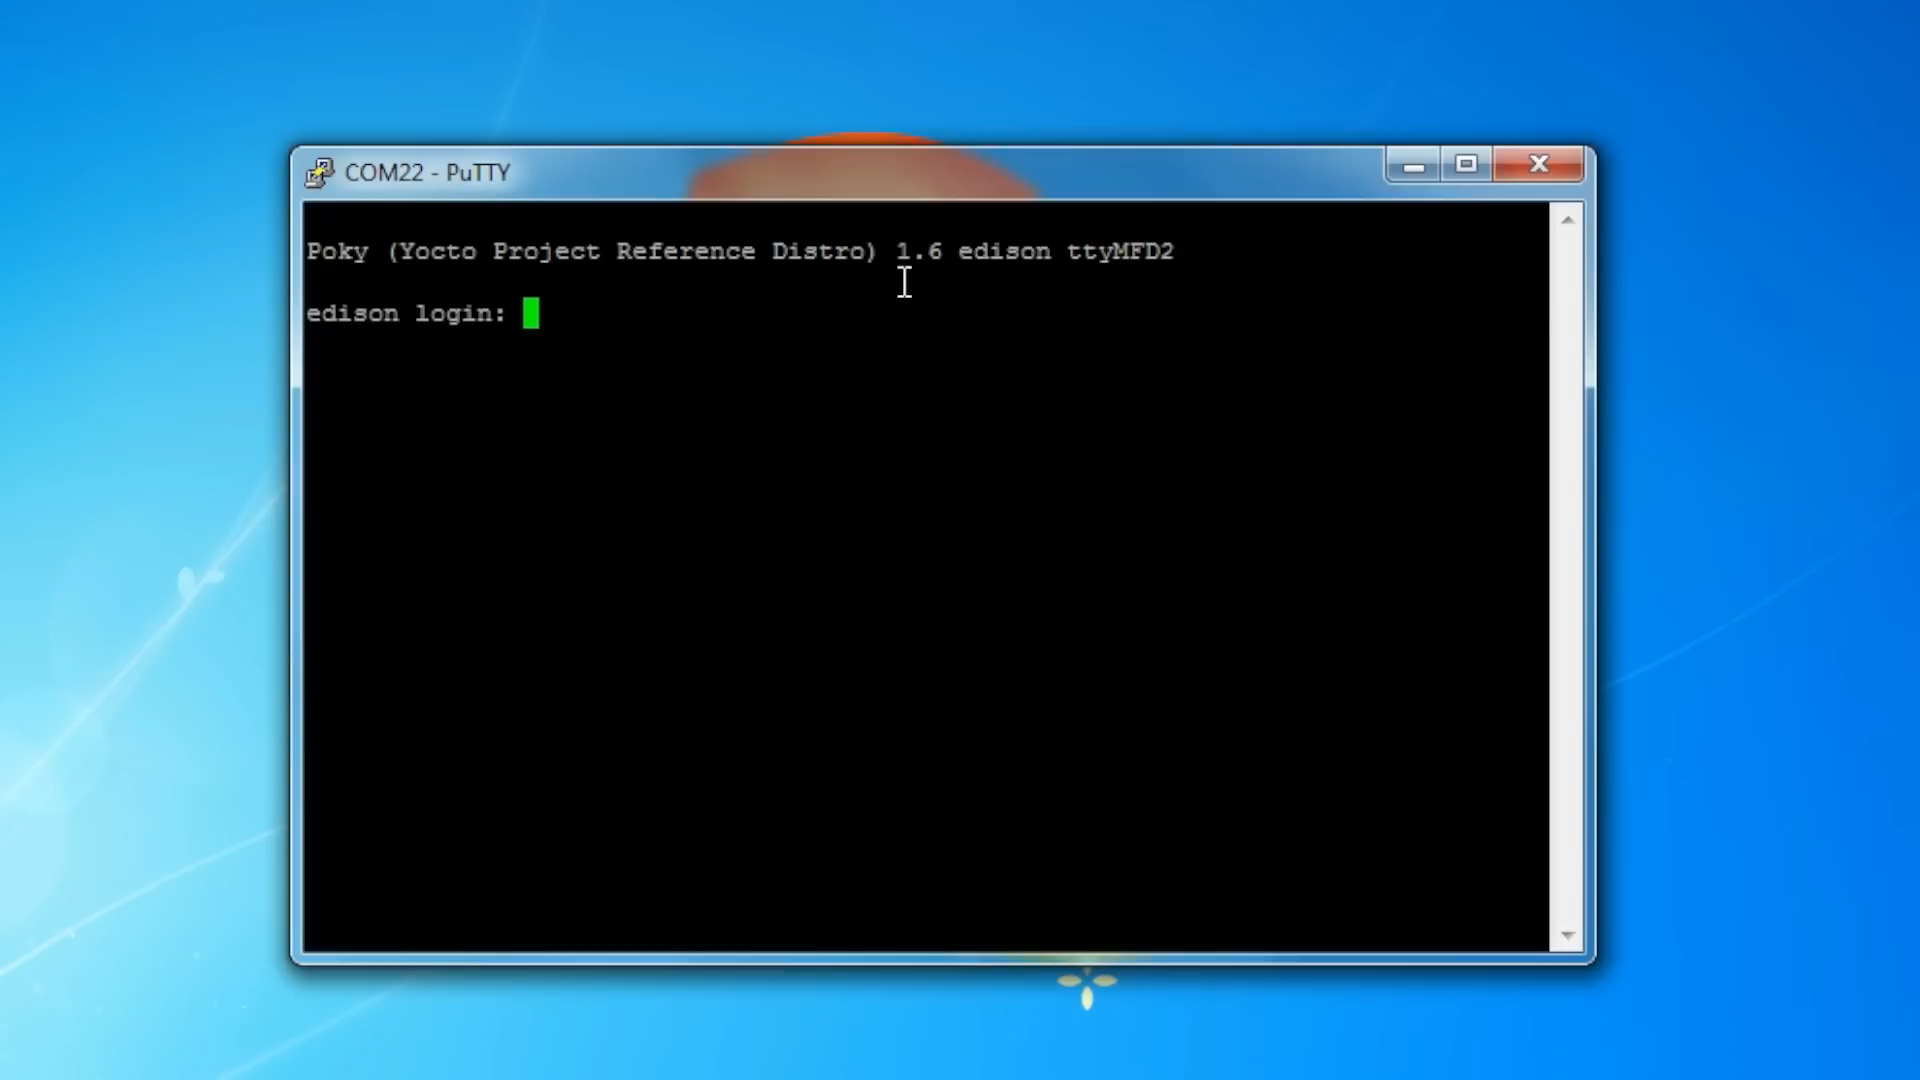 COM22 - PuTTY
Poky (Yocto Project Reference Distro) 1.6 edison ttyMFD2
edison login: